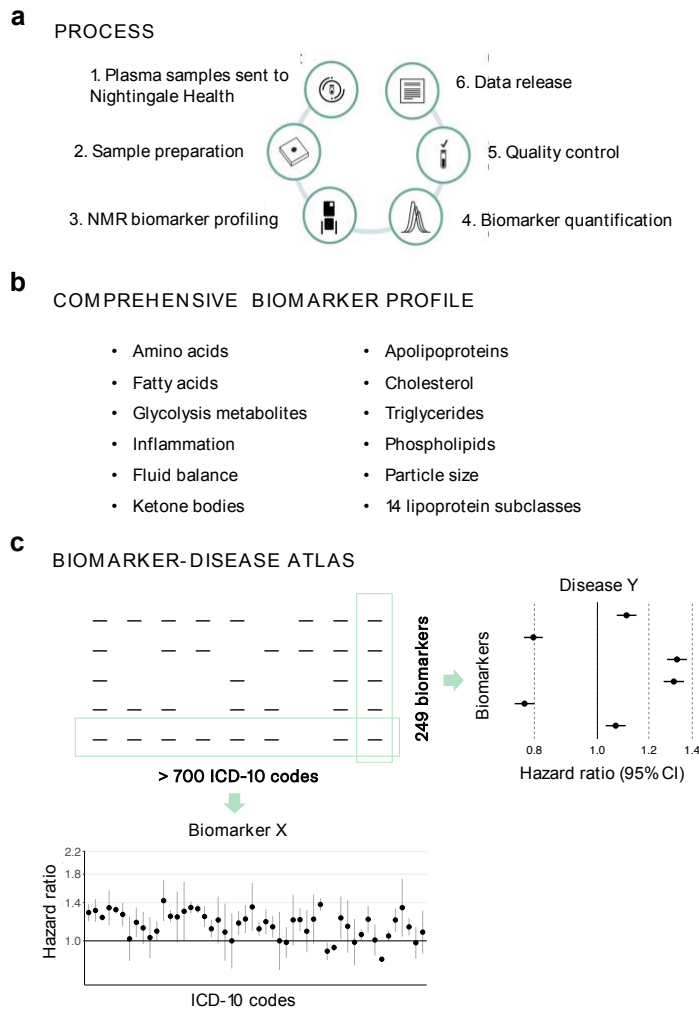 a
PROCESS
1. Plasma samples sent to
Nightingale Health
6. Data release
2. Sample preparation
5. Quality control
3. NMR biomarker profiling
4. Biomarker quantification
b
COMPREHENSIVE BIOMARKER PROFILE
• Amino acids
• Fatty acids
• Glycolysis metabolites
• Inflammation
• Fluid balance
• Ketone bodies
• Apolipoproteins
• Cholesterol
• Triglycerides
• Phospholipids
• Particle size
• 14 lipoprotein subclasses
c
BIOMARKER-DISEASE ATLAS
249 biomarkers
> 700 ICD-10 codes
Disease Y
Biomarkers
0.8 1.0 1.2 1.4
Hazard ratio (95% CI)
Biomarker X
Hazard ratio
2.2
1.8
1.4
1.0
ICD-10 codes